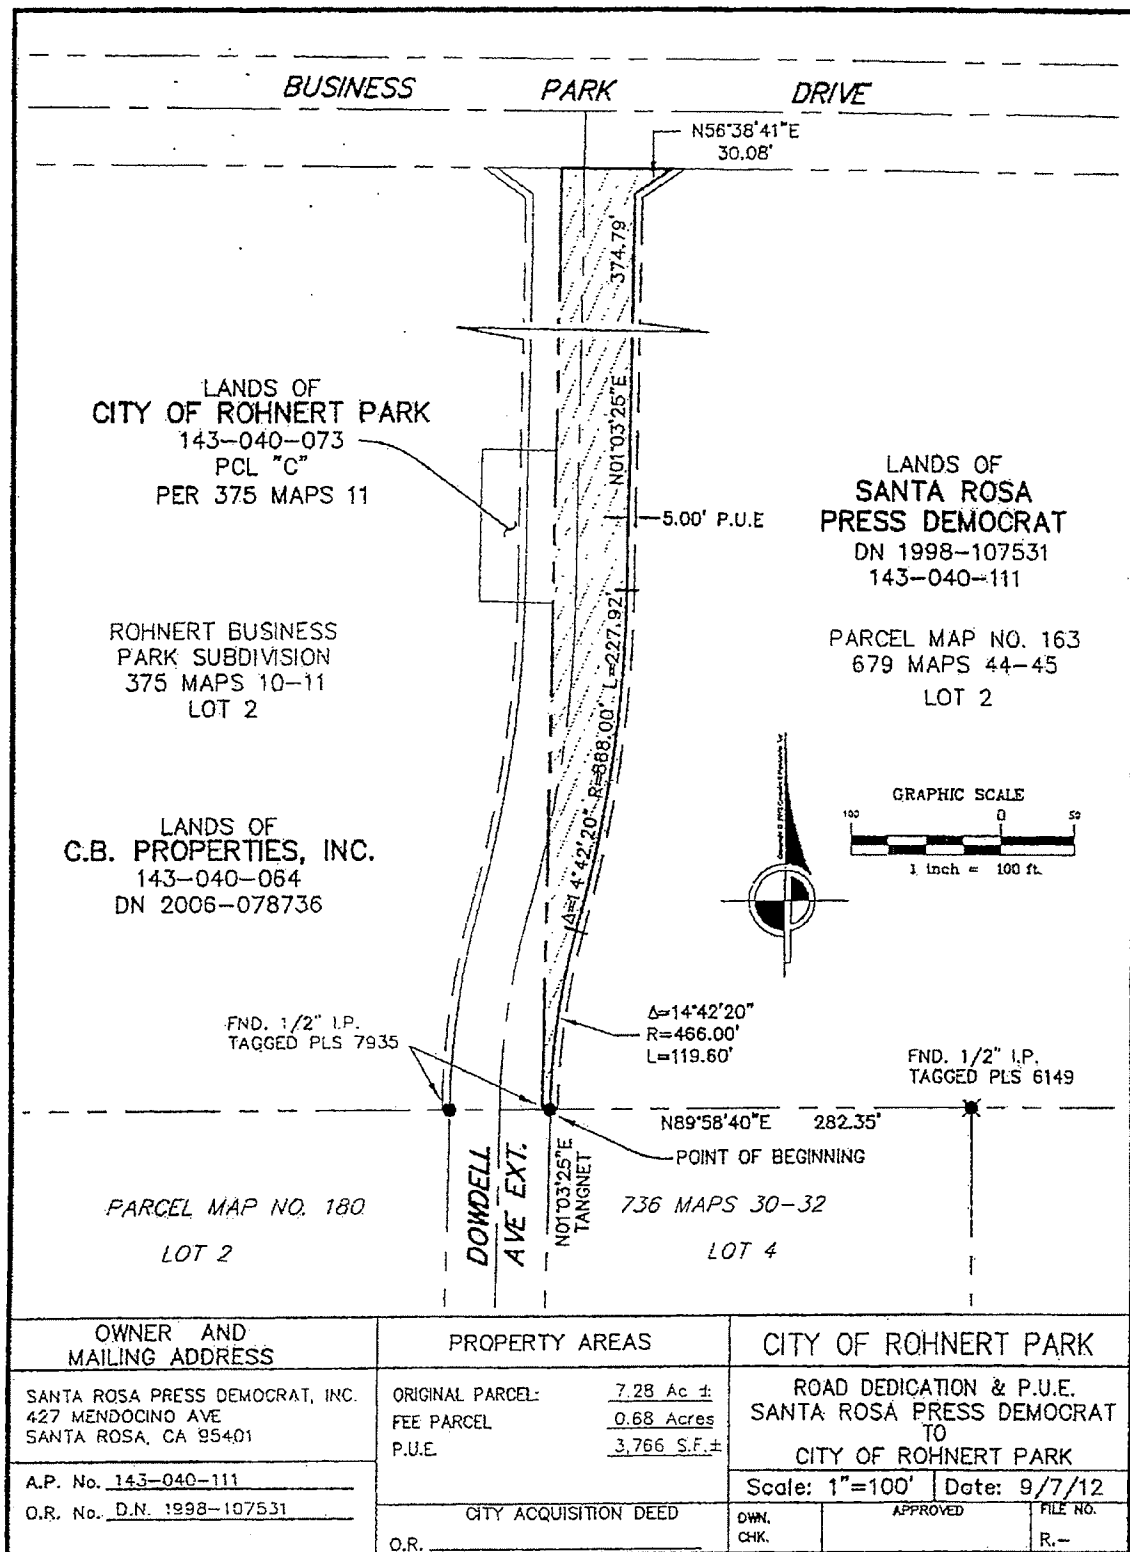 BUSINESS PARK DRIVE
N56°38'41"E
30.08'
374.79'
LANDS OF
CITY OF ROHNERT PARK
143-040-073
PCL "C"
PER 375 MAPS 11
N01°03'25"E
5.00' P.U.E
LANDS OF
SANTA ROSA
PRESS DEMOCRAT
DN 1998-107531
143-040-111
PARCEL MAP NO. 163
679 MAPS 44-45
LOT 2
ROHNERT BUSINESS
PARK SUBDIVISION
375 MAPS 10-11
LOT 2
Δ=14°42'20" R=888.00' L=227.92'
GRAPHIC SCALE
100 0 50
1 inch = 100 ft.
LANDS OF
C.B. PROPERTIES, INC.
143-040-064
DN 2006-078736
FND. 1/2" I.P.
TAGGED PLS 7935
Δ=14°42'20"
R=466.00'
L=119.60'
FND. 1/2" I.P.
TAGGED PLS 6149
N89°58'40"E 282.35'
POINT OF BEGINNING
DOWDELL
AVE EXT.
N01°03'25"E
TANGNET
PARCEL MAP NO. 180
LOT 2
736 MAPS 30-32
LOT 4
OWNER AND
MAILING ADDRESS
SANTA ROSA PRESS DEMOCRAT, INC.
427 MENDOCINO AVE
SANTA ROSA, CA 95401
A.P. No. 143-040-111
O.R. No. D.N. 1998-107531
PROPERTY AREAS
ORIGINAL PARCEL: 7.28 Ac ±
FEE PARCEL 0.68 Acres
P.U.E. 3,766 S.F.±
CITY ACQUISITION DEED
O.R.
CITY OF ROHNERT PARK
ROAD DEDICATION & P.U.E.
SANTA ROSA PRESS DEMOCRAT
TO
CITY OF ROHNERT PARK
Scale: 1"=100' Date: 9/7/12
DWN.
CHK.
APPROVED
FILE NO.
R.-